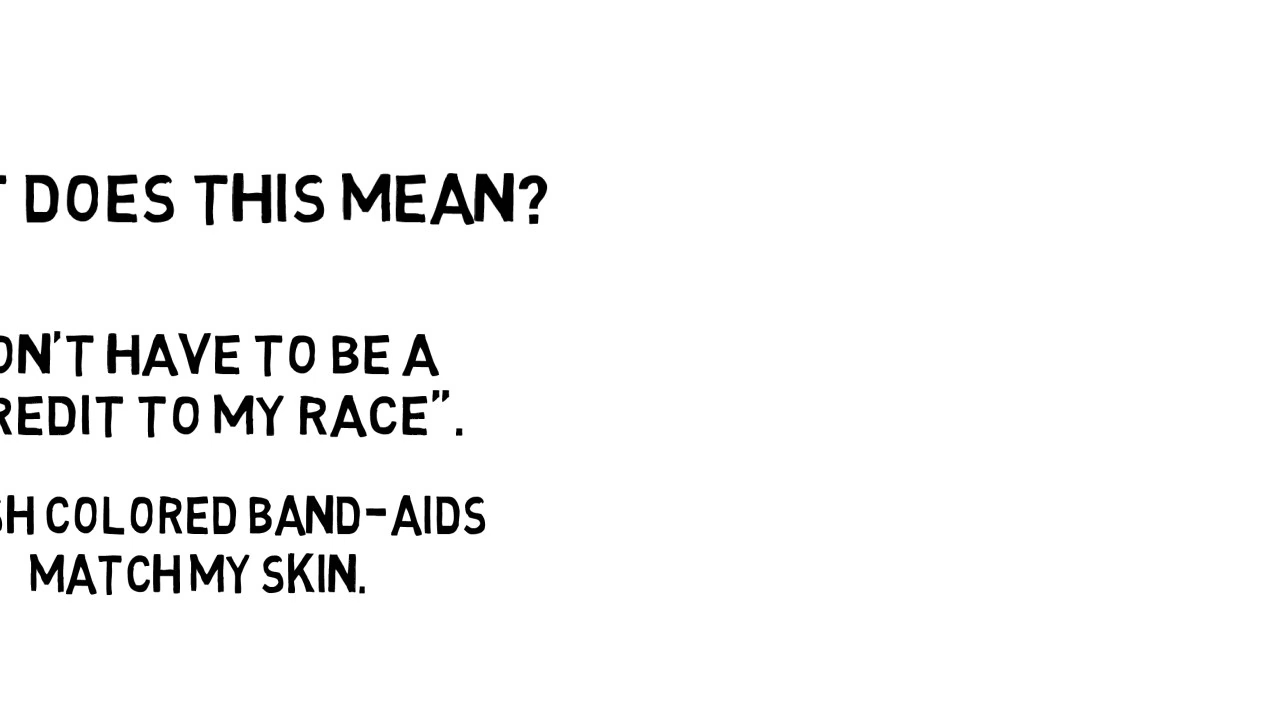 DOES THIS MEAN?
HAVE TO BE A
TO MY RACE”.
COLORED BAND-AIDS
MATCH MY SKIN.